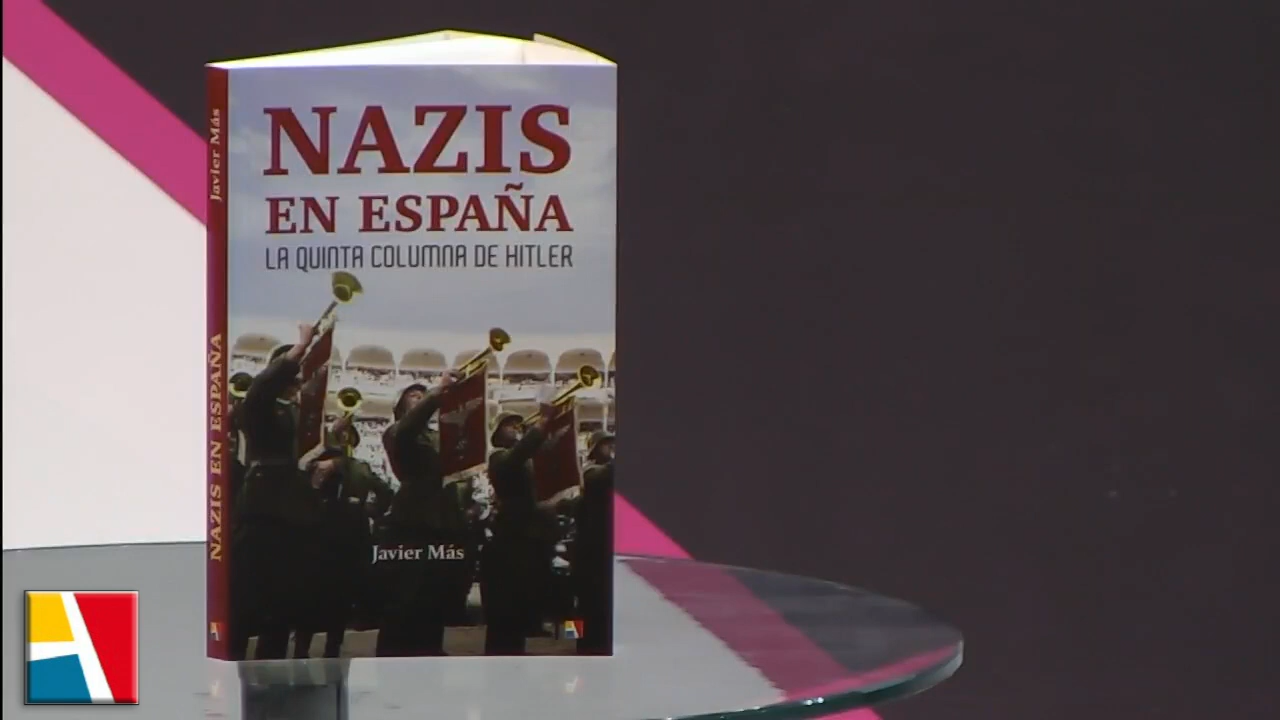 NAZIS
EN ESPAÑA
LA QUINTA COLUMNA DE HITLER
Javier Más
Javier Más
NAZIS EN ESPAÑA